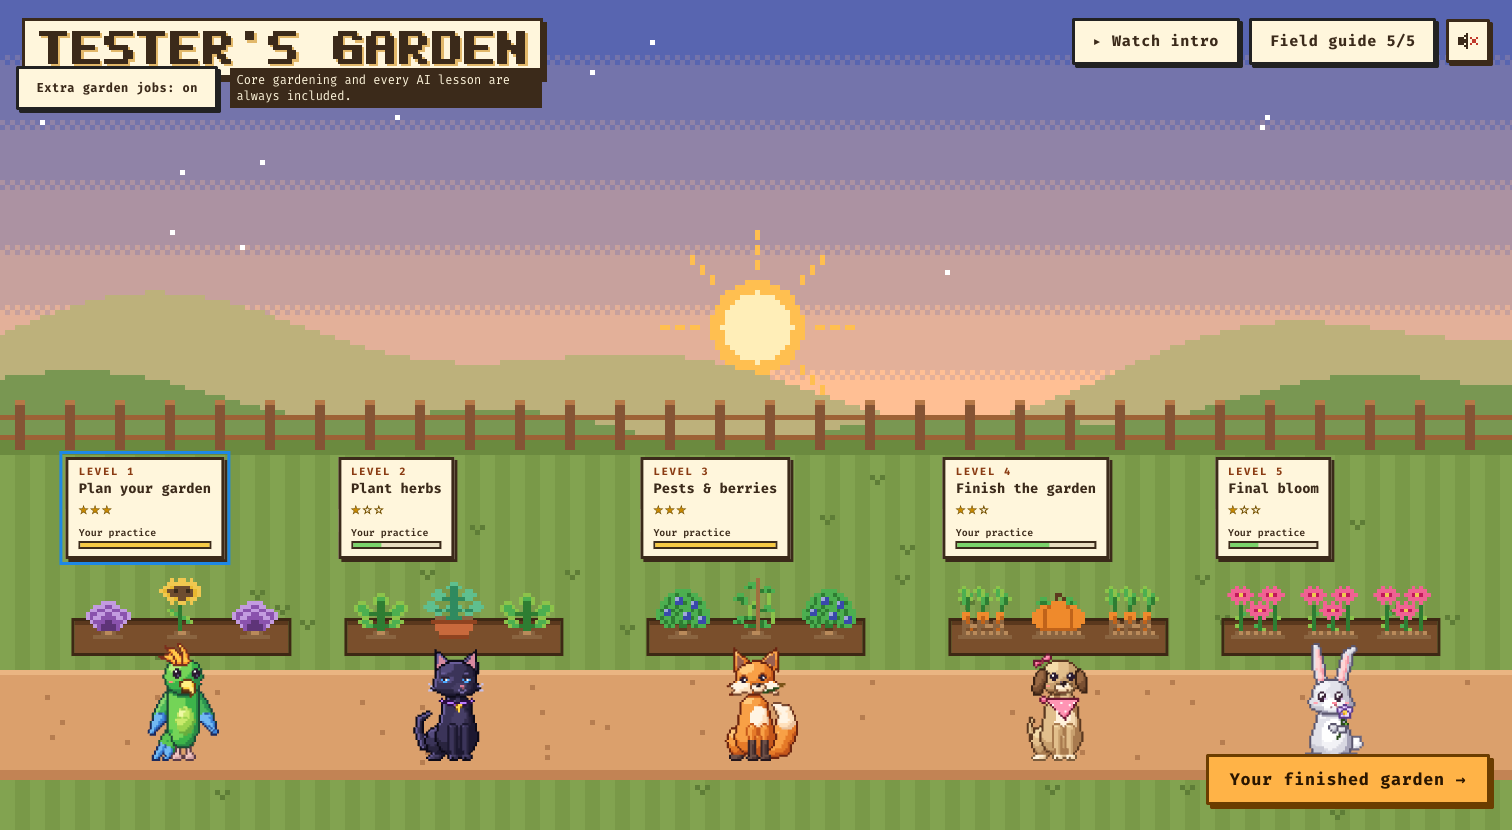 TESTER'S GARDEN
▸ Watch intro
Field guide 5/5
Extra garden jobs: on
Core gardening and every AI lesson are
always included.
LEVEL 1
Plan your garden
★★★
Your practice
LEVEL 2
Plant herbs
★☆☆
Your practice
LEVEL 3
Pests & berries
★★★
Your practice
LEVEL 4
Finish the garden
★★☆
Your practice
LEVEL 5
Final bloom
★☆☆
Your practice
Your finished garden →